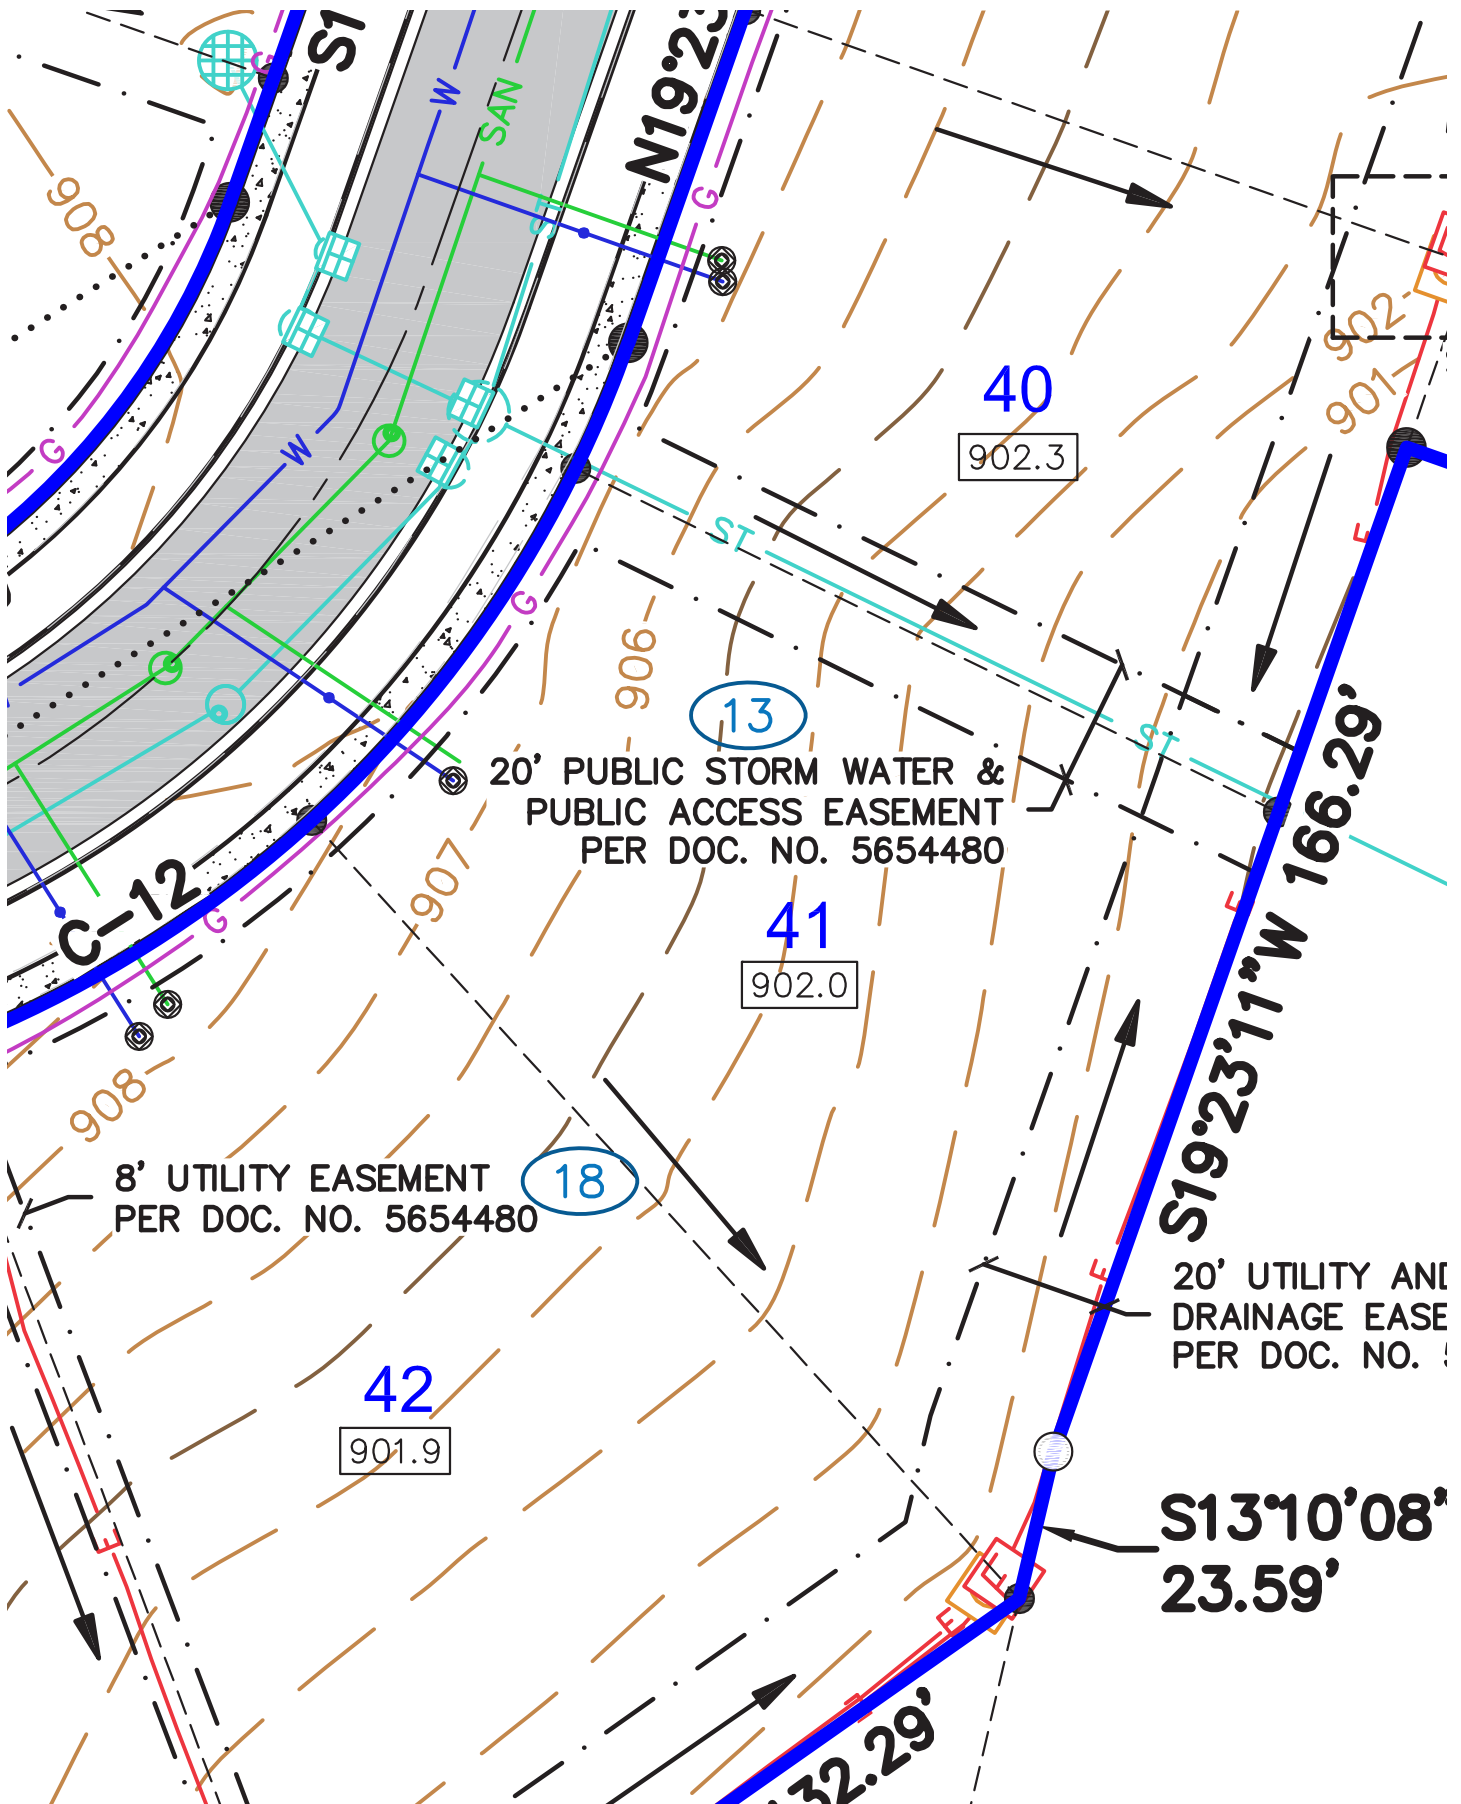 S1
N19°23
W
SAN
ST
G
G
908
G
W
40
902.3
902
901
E
ST
G
906
13
20' PUBLIC STORM WATER &
PUBLIC ACCESS EASEMENT
PER DOC. NO. 5654480
ST
S19°23'11"W 166.29'
E
907
C-12
G
41
902.0
908
8' UTILITY EASEMENT
PER DOC. NO. 5654480
18
E
20' UTILITY AND
DRAINAGE EASE
PER DOC. NO.
42
901.9
E
S13°10'08"
23.59'
E
E
E
32.29'